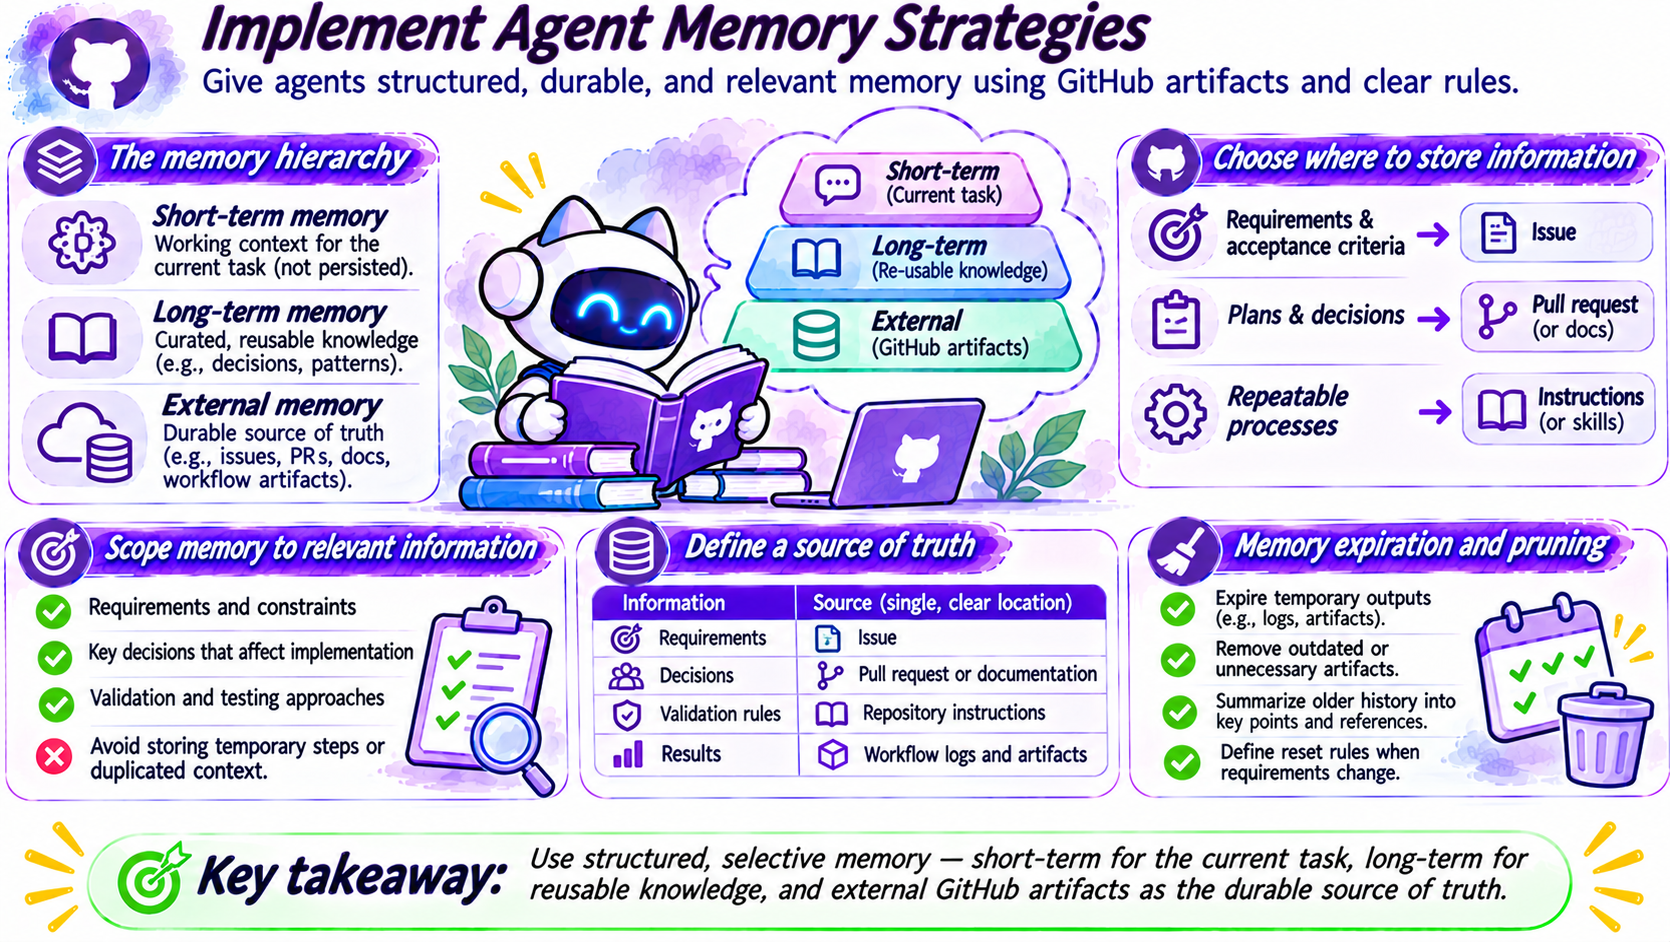 Implement Agent Memory Strategies
Give agents structured, durable, and relevant memory using GitHub artifacts and clear rules.
The memory hierarchy
Short-term memory
Working context for the
current task (not persisted).
Long-term memory
Curated, reusable knowledge
(e.g., decisions, patterns).
External memory
Durable source of truth
(e.g., issues, PRs, docs,
workflow artifacts).
Short-term
(Current task)
Long-term
(Re-usable knowledge)
External
(GitHub artifacts)
Choose where to store information
Requirements &
acceptance criteria
Issue
Plans & decisions
Pull request
(or docs)
Repeatable
processes
Instructions
(or skills)
Scope memory to relevant information
Requirements and constraints
Key decisions that affect implementation
Validation and testing approaches
Avoid storing temporary steps or
duplicated context.
Define a source of truth
Information Source (single, clear location)
Requirements Issue
Decisions Pull request or documentation
Validation rules Repository instructions
Results Workflow logs and artifacts
Memory expiration and pruning
Expire temporary outputs
(e.g., logs, artifacts).
Remove outdated or
unnecessary artifacts.
Summarize older history into
key points and references.
Define reset rules when
requirements change.
Key takeaway:
Use structured, selective memory — short-term for the current task, long-term for
reusable knowledge, and external GitHub artifacts as the durable source of truth.